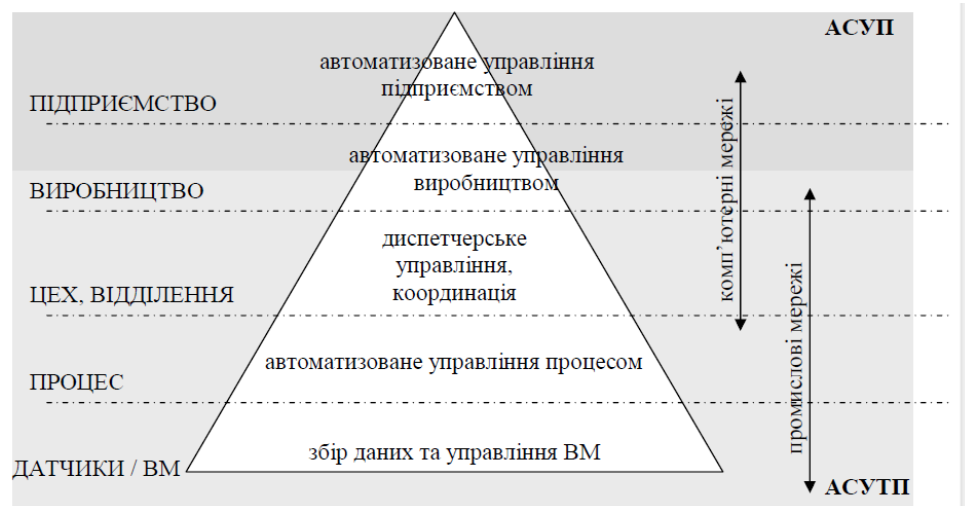 АСУП
автоматизоване управління
підприємством
ПІДПРИЄМСТВО
автоматизоване управління
виробництвом
ВИРОБНИЦТВО
диспетчерське
управління,
координація
ЦЕХ, ВІДДІЛЕННЯ
автоматизоване управління процесом
ПРОЦЕС
збір даних та управління ВМ
ДАТЧИКИ / ВМ
комп’ютерні мережі
промислові мережі
АСУТП